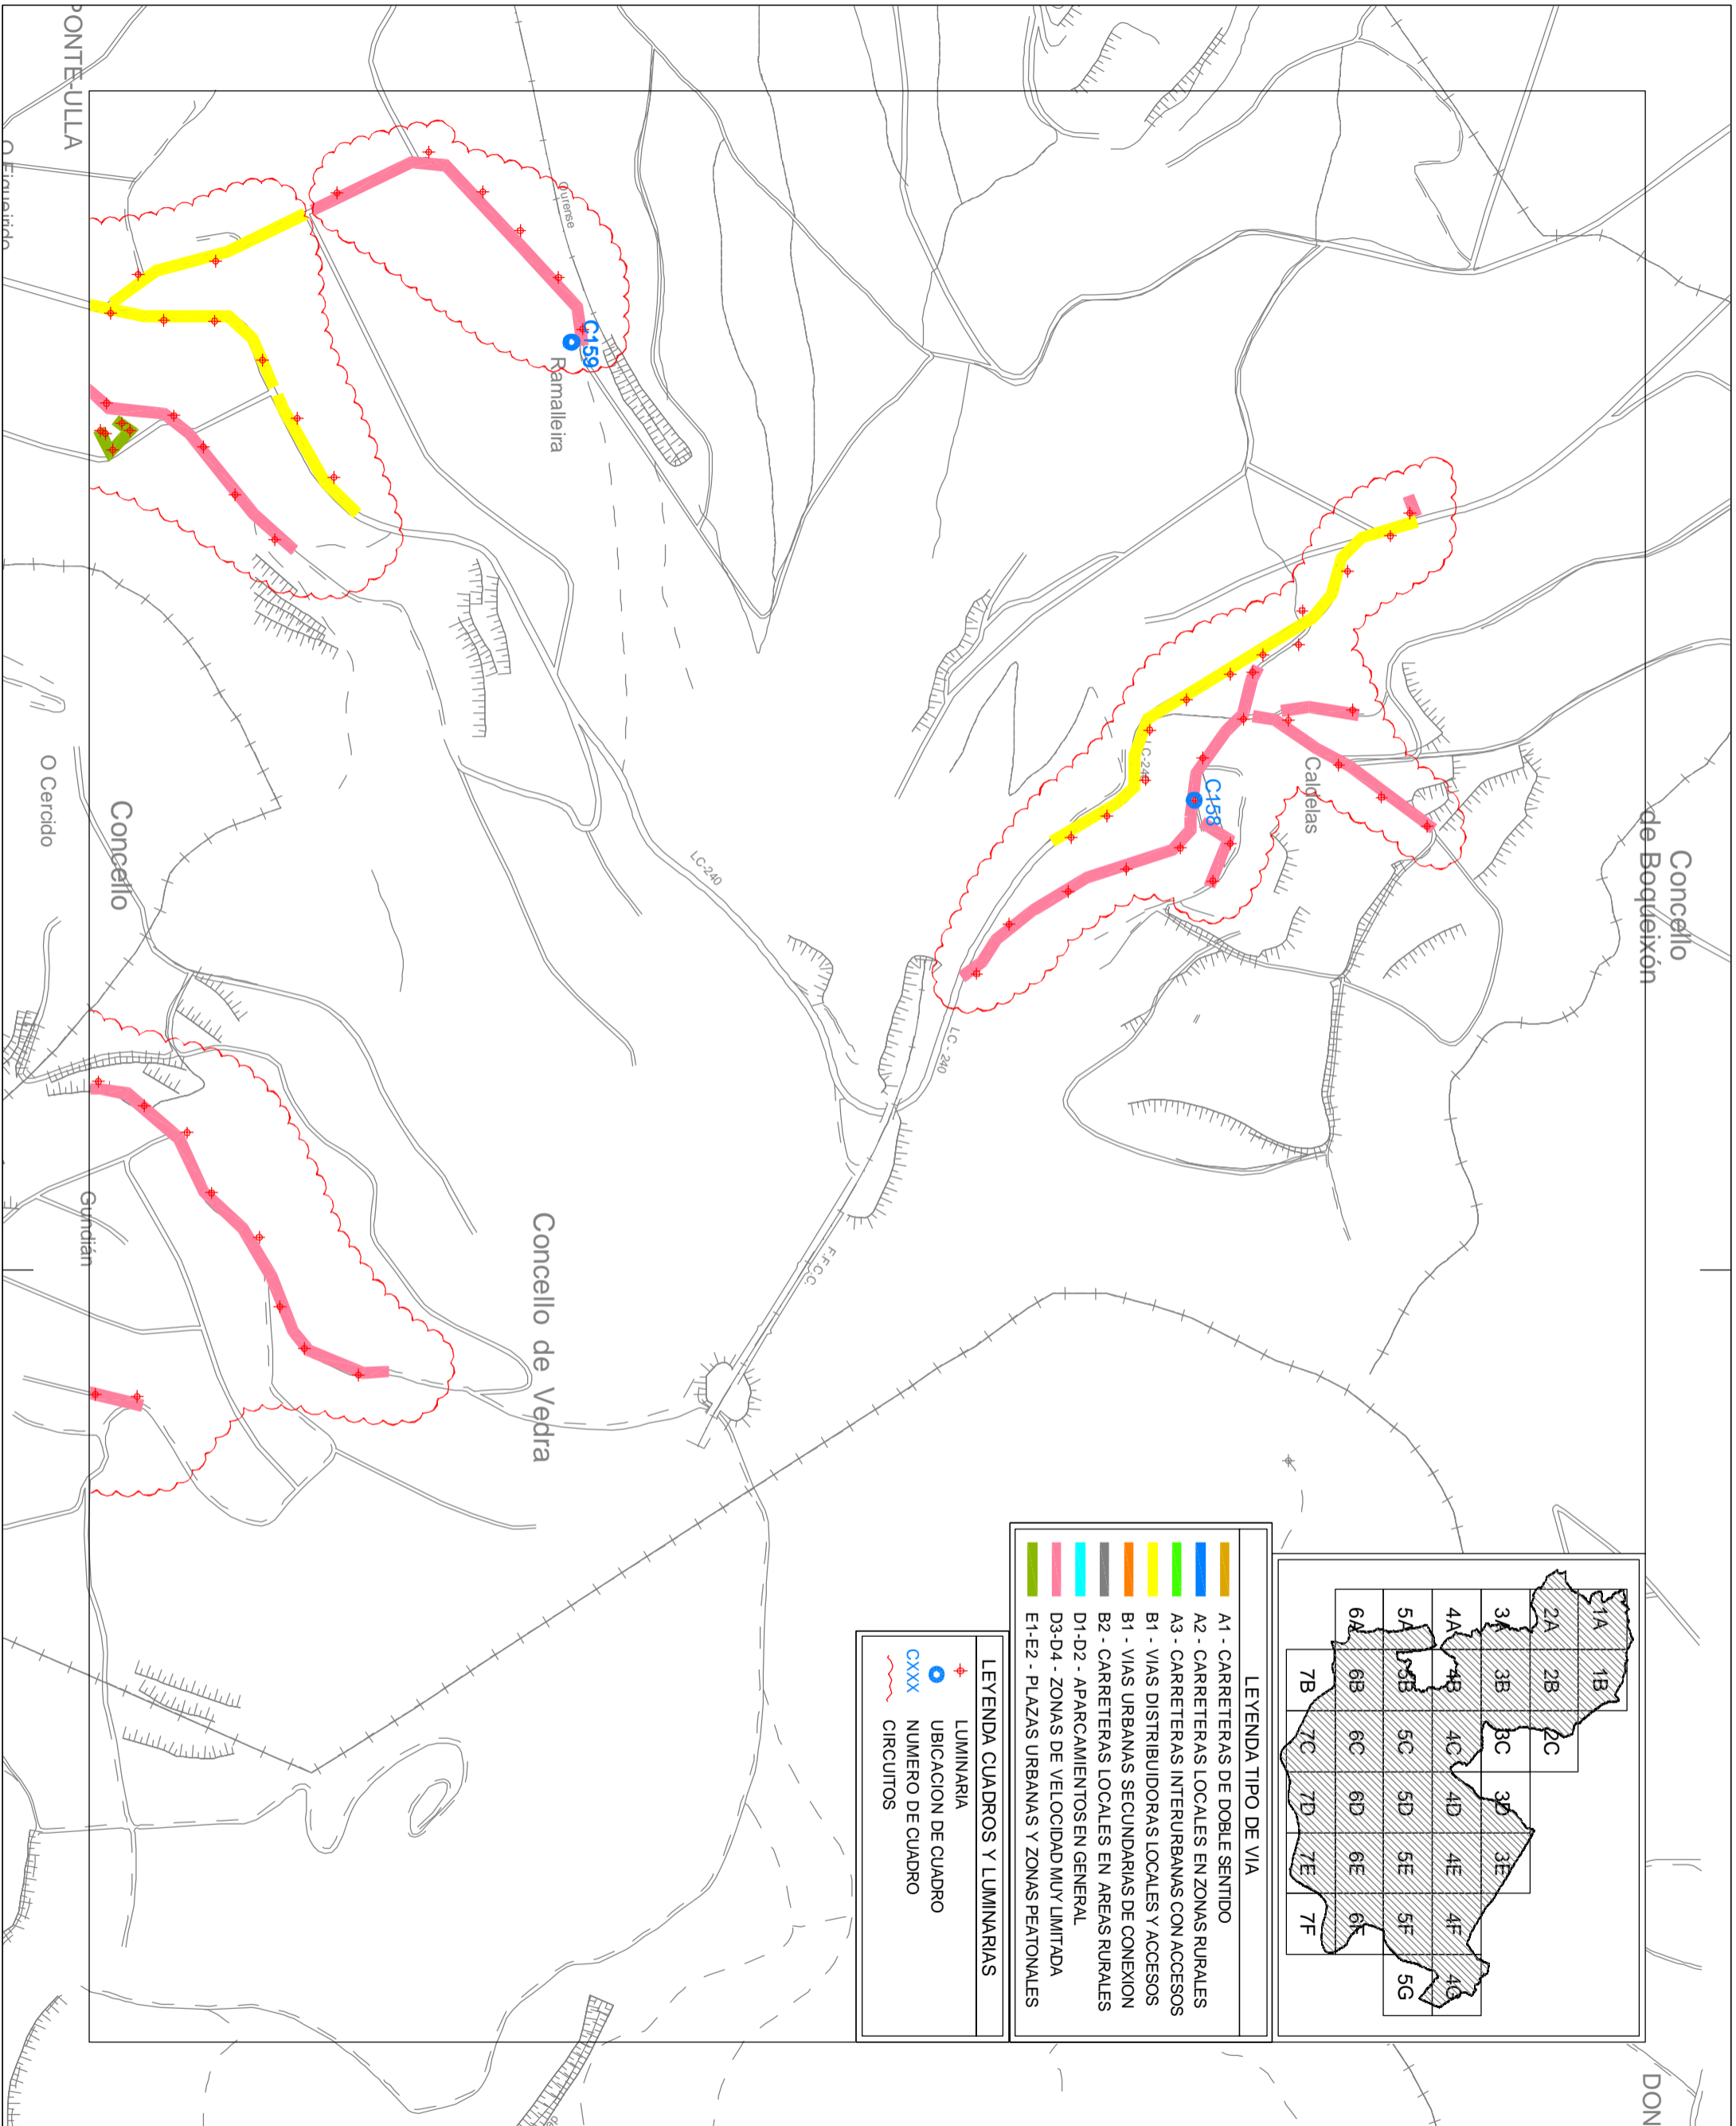 PONTE-ULLA
O Figueirido
Ourense
C159
Ramalleira
O Cercido
Concello
Gundián
Concello de Vedra
LC-240
LC-240
LC - 240
F.F.C.C.
C158
Caldelas
Concello
de Boqueixón
DON
1A
1B
2A
2B
2C
3A
3B
3C
3D
3E
4A
4B
4C
4D
4E
4F
4G
5A
5B
5C
5D
5E
5F
5G
6A
6B
6C
6D
6E
6F
7B
7C
7D
7E
7F
LEYENDA TIPO DE VIA
A1 - CARRETERAS DE DOBLE SENTIDO
A2 - CARRETERAS LOCALES EN ZONAS RURALES
A3 - CARRETERAS INTERURBANAS CON ACCESOS
B1 - VIAS DISTRIBUIDORAS LOCALES Y ACCESOS
B1 - VIAS URBANAS SECUNDARIAS DE CONEXION
B2 - CARRETERAS LOCALES EN AREAS RURALES
D1-D2 - APARCAMIENTOS EN GENERAL
D3-D4 - ZONAS DE VELOCIDAD MUY LIMITADA
E1-E2 - PLAZAS URBANAS Y ZONAS PEATONALES
LEYENDA CUADROS Y LUMINARIAS
LUMINARIA
UBICACION DE CUADRO
CXXX NUMERO DE CUADRO
CIRCUITOS